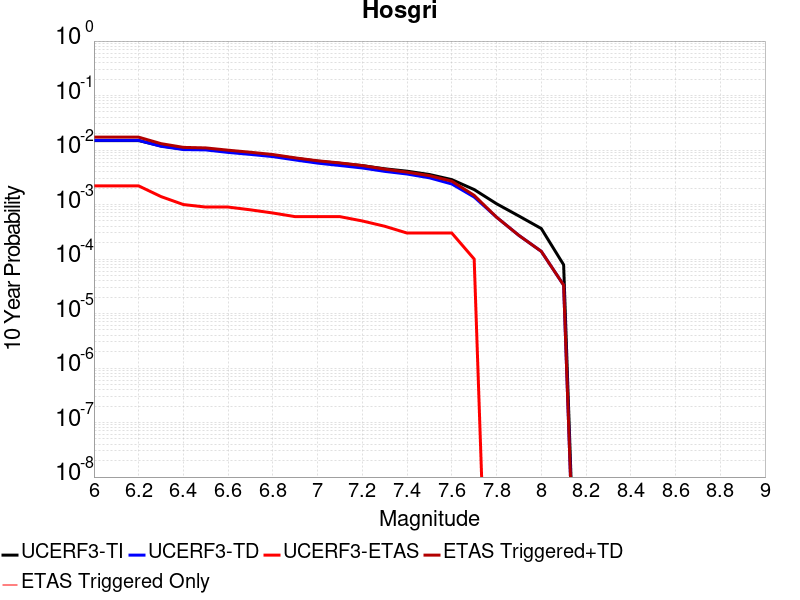 Hosgri
10^0
10^-1
10^-2
10^-3
10^-4
10^-5
10^-6
10^-7
10^-8
10 Year Probability
6 6.2 6.4 6.6 6.8 7 7.2 7.4 7.6 7.8 8 8.2 8.4 8.6 8.8 9
Magnitude
UCERF3-TI UCERF3-TD UCERF3-ETAS ETAS Triggered+TD
ETAS Triggered Only